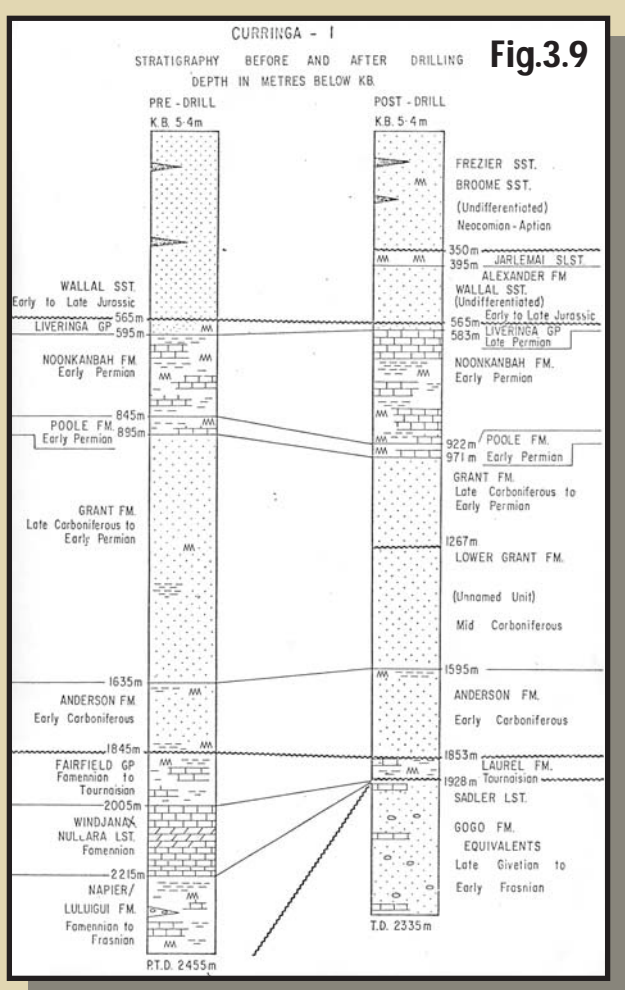 CURRINGA - 1
Fig.3.9
STRATIGRAPHY BEFORE AND AFTER DRILLING
DEPTH IN METRES BELOW KB.
PRE - DRILL
K.B. 5·4m
WALLAL SST.
Early to Late Jurassic
565m
LIVERINGA GP
595m
NOONKANBAH FM.
Early Permian
845m
POOLE FM.
895m
Early Permian
GRANT FM.
Late Carboniferous to
Early Permian
1635m
ANDERSON FM
Early Carboniferous
1845m
FAIRFIELD GP
Famennian to
Tournaisian
2005m
WINDJANA/
NULLARA LST.
Famennian
2215m
NAPIER/
LULUIGUI FM.
Famennian to
Frasnian
P.T.D. 2455m
POST - DRILL
K.B. 5·4m
FREZIER SST.
BROOME SST.
(Undifferentiated)
Neocomian-Aptian
350m
395m JARLEMAI SLST.
ALEXANDER FM
WALLAL SST.
(Undifferentiated)
Early to Late Jurassic
565m
583m LIVERINGA GP
Late Permian
NOONKANBAH FM.
Early Permian
922m POOLE FM.
971m Early Permian
GRANT FM.
Late Carboniferous to
Early Permian
1267m
LOWER GRANT FM.
(Unnamed Unit)
Mid Carboniferous
1595m
ANDERSON FM.
Early Carboniferous
1853m
LAUREL FM.
1928m Tournaisian
SADLER LST.
GOGO FM.
EQUIVALENTS
Late Givetian to
Early Frasnian
T.D. 2335m